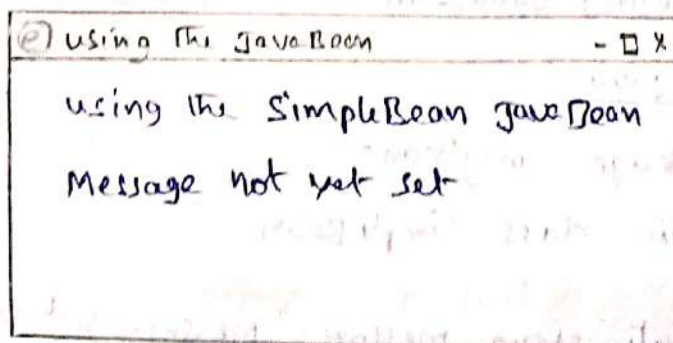 e using the JavaBean - □ X
using the SimpleBean JavaBean
Message not yet set